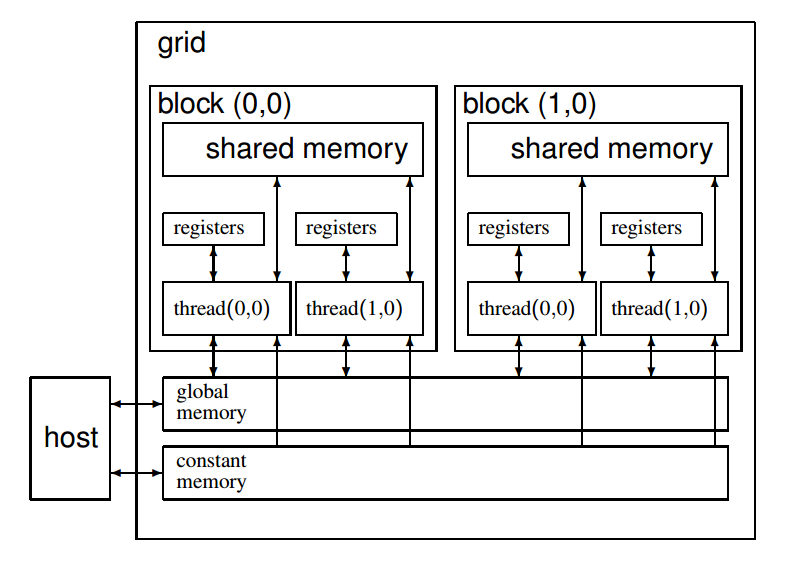 grid
block (0,0)
shared memory
registers
registers
thread(0,0)
thread(1,0)
block (1,0)
shared memory
registers
registers
thread(0,0)
thread(1,0)
host
global
memory
constant
memory